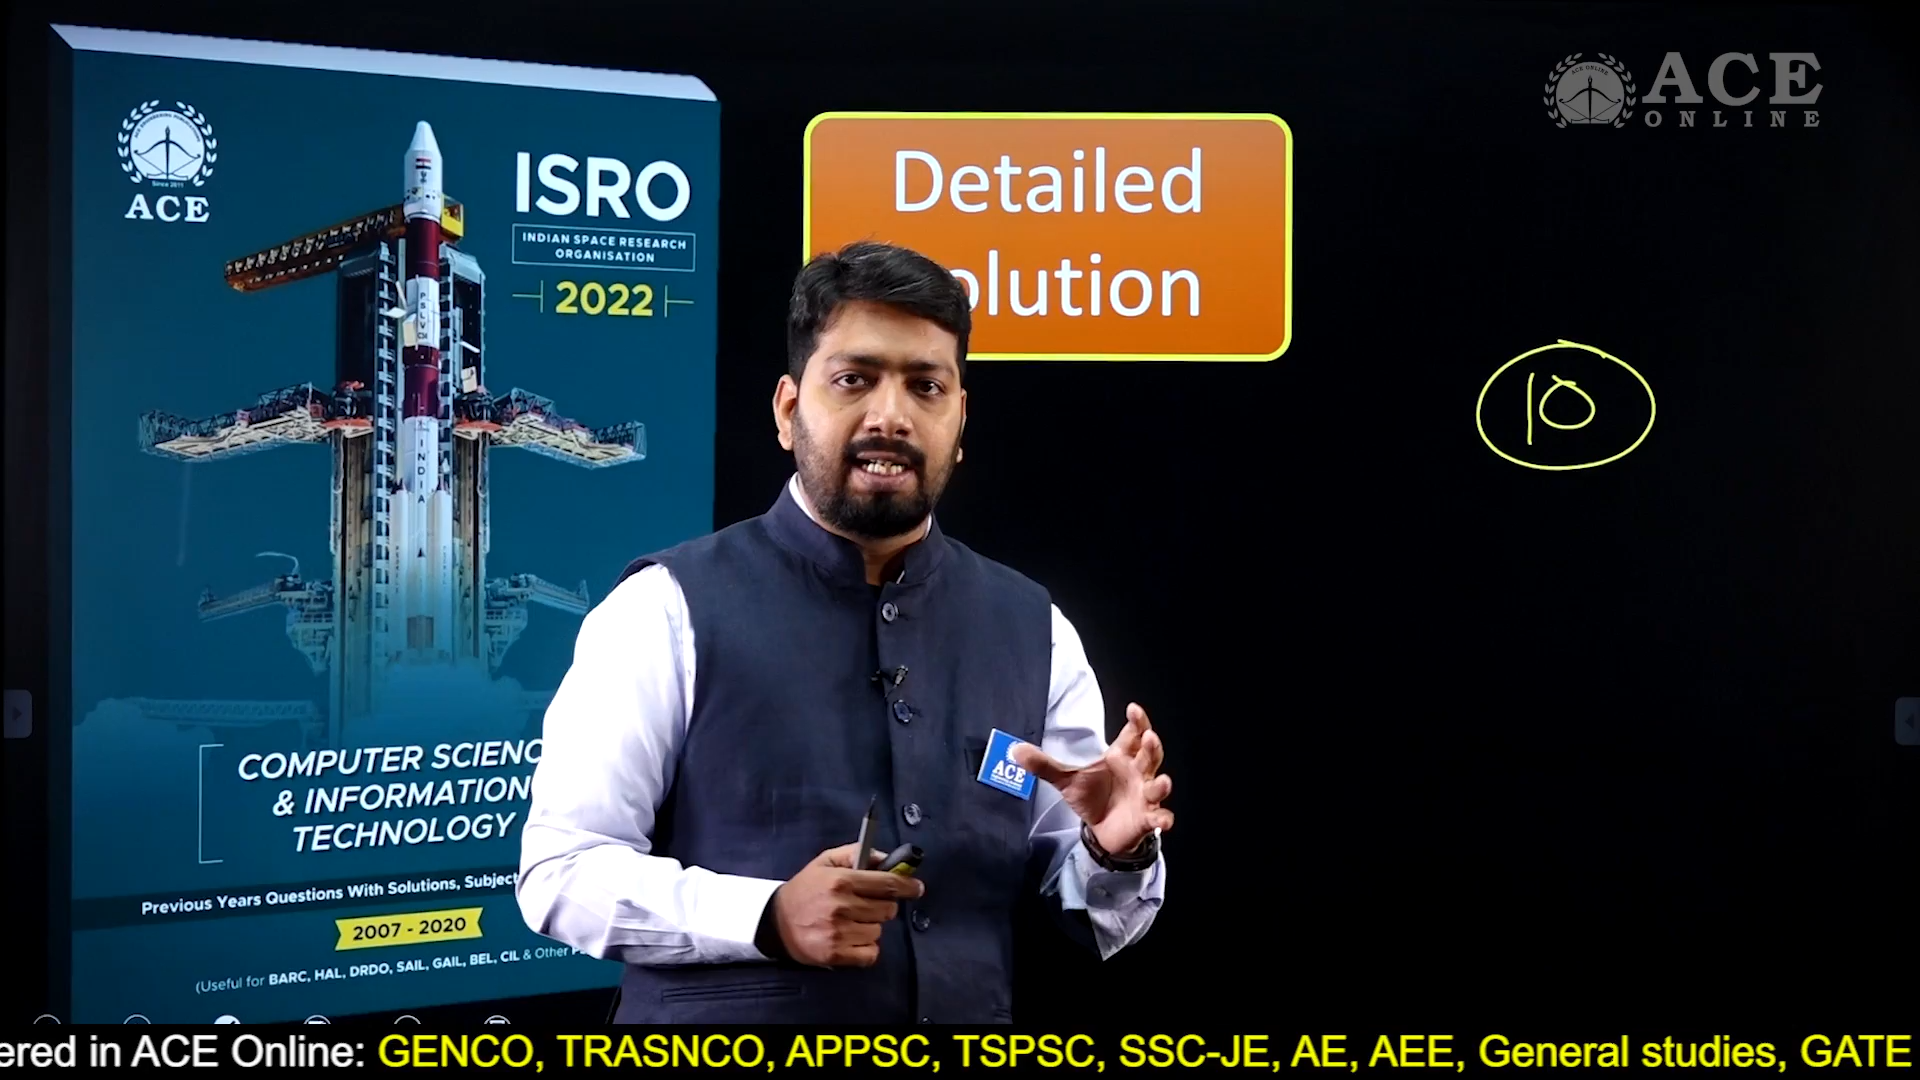 ACE
ISRO
INDIAN SPACE RESEARCH
ORGANISATION
2022
PSLV
INDIA
COMPUTER SCIENC
& INFORMATION
TECHNOLOGY
Previous Years Questions With Solutions, Subject
2007 - 2020
(Useful for BARC, HAL, DRDO, SAIL, GAIL, BEL, CIL & Other
Detailed
olution
ACE
ONLINE
10
ACE
ered in ACE Online: GENCO, TRASNCO, APPSC, TSPSC, SSC-JE, AE, AEE, General studies, GATE